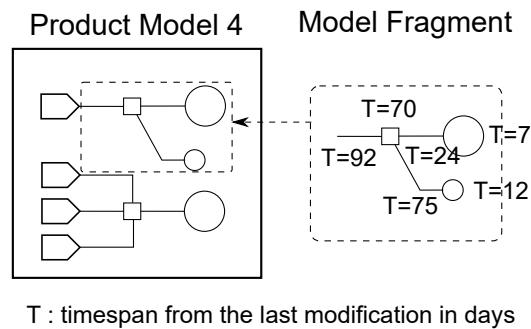 Product Model 4
Model Fragment
T=70
T=7
T=92
T=24
T=12
T=75
T : timespan from the last modification in days